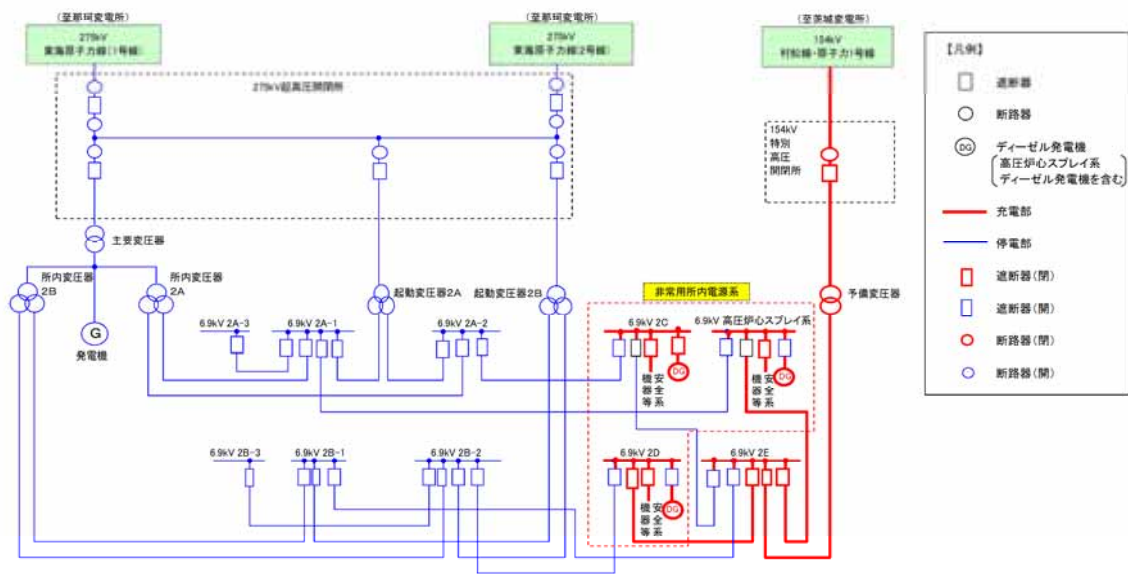 (至那珂変電所)
275kV
東海原子力線(1号線)
(至那珂変電所)
275kV
東海原子力線(2号線)
(至茨城変電所)
154kV
村松線・原子力1号線
275kV超高圧開閉所
154kV
特別
高圧
開閉所
主要変圧器
所内変圧器
2B
所内変圧器
2A
G
発電機
起動変圧器2A
起動変圧器2B
予備変圧器
非常用所内電源系
6.9kV 2A-3
6.9kV 2A-1
6.9kV 2A-2
6.9kV 2C
6.9kV 高圧炉心スプレイ系
DG
安全系
機器等
DG
安全系
機器等
6.9kV 2B-3
6.9kV 2B-1
6.9kV 2B-2
6.9kV 2D
6.9kV 2E
DG
安全系
機器等
【凡例】
遮断器
断路器
DG
ディーゼル発電機
高圧炉心スプレイ系
ディーゼル発電機を含む
充電部
停電部
遮断器(閉)
遮断器(開)
断路器(閉)
断路器(開)